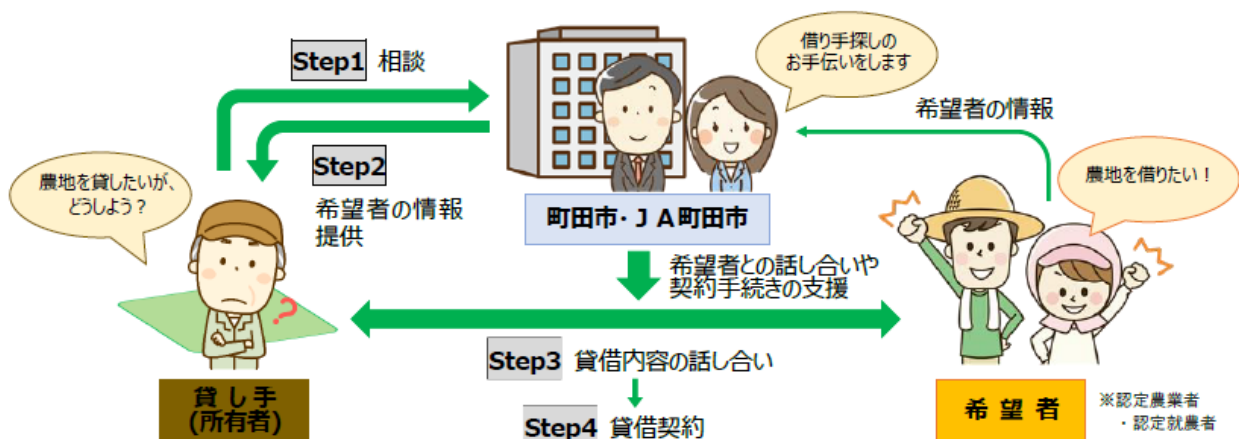 Step1 相談
借り手探しの
お手伝いをします
希望者の情報
Step2
希望者の情報
提供
農地を貸したいが、
どうしよう？
農地を借りたい！
町田市・ＪＡ町田市
希望者との話し合いや
契約手続きの支援
?
Step3 貸借内容の話し合い
Step4 貸借契約
貸し手
(所有者)
希望者
※認定農業者
・認定就農者